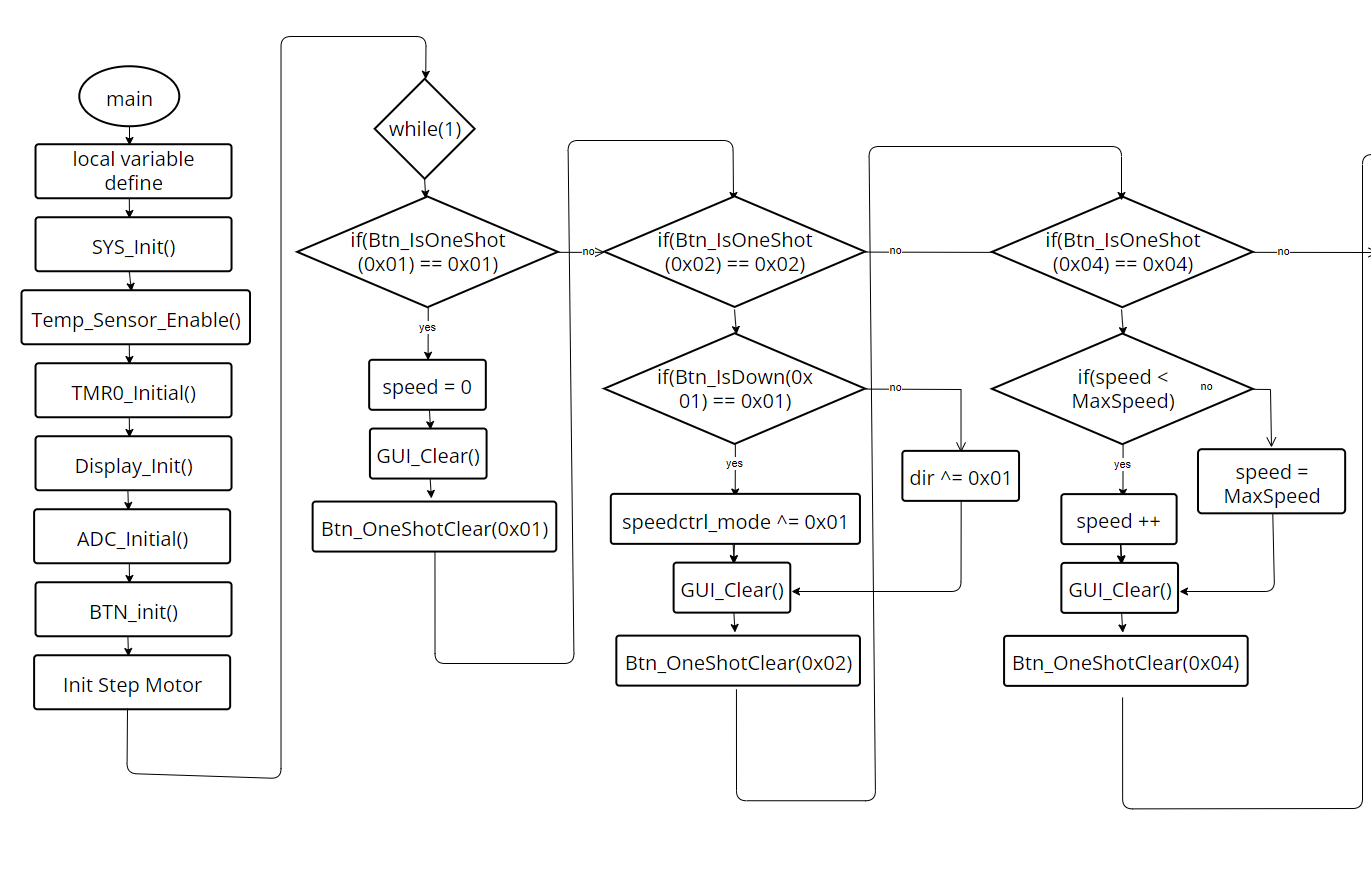 main
local variable
define
SYS_Init()
Temp_Sensor_Enable()
TMR0_Initial()
Display_Init()
ADC_Initial()
BTN_init()
Init Step Motor
while(1)
if(Btn_IsOneShot
(0x01) == 0x01)
no
yes
speed = 0
GUI_Clear()
Btn_OneShotClear(0x01)
if(Btn_IsOneShot
(0x02) == 0x02)
no
if(Btn_IsDown(0x
01) == 0x01)
no
yes
dir ^= 0x01
speedctrl_mode ^= 0x01
GUI_Clear()
Btn_OneShotClear(0x02)
if(Btn_IsOneShot
(0x04) == 0x04)
no
if(speed <
MaxSpeed)
no
yes
speed =
MaxSpeed
speed ++
GUI_Clear()
Btn_OneShotClear(0x04)